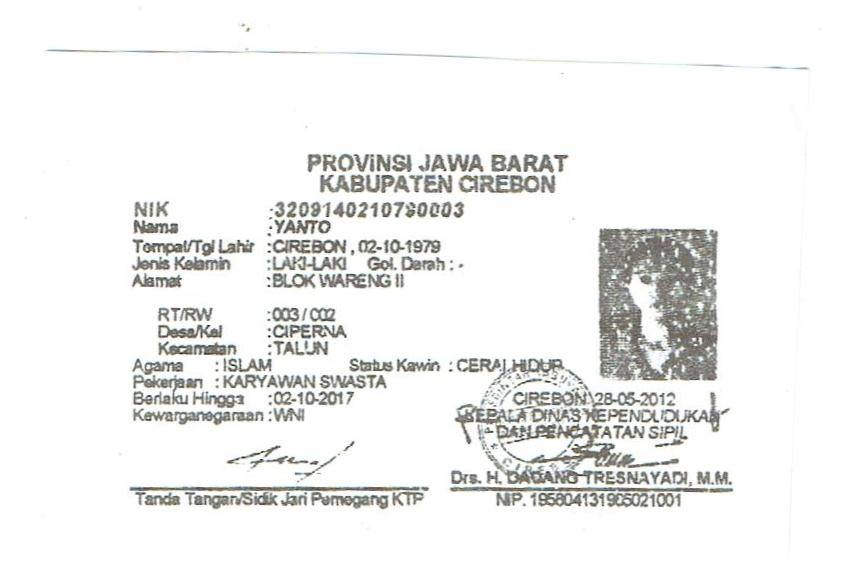 PROVINSI JAWA BARAT
KABUPATEN CIREBON
NIK :3209140210790003
Nama :YANTO
Tempat/Tgl Lahir :CIREBON , 02-10-1979
Jenis Kelamin :LAKI-LAKI Gol. Darah : -
Alamat :BLOK WARENG II
RT/RW :003 / 002
Desa/Kel :CIPERNA
Kecamatan :TALUN
Agama : ISLAM Status Kawin : CERAI HIDUP
Pekerjaan : KARYAWAN SWASTA
Berlaku Hingga :02-10-2017
Kewarganegaraan :WNI
CIREBON, 28-05-2012
KEPALA DINAS KEPENDUDUKAN
DAN PENCATATAN SIPIL
Drs. H. DADANG TRESNAYADI, M.M.
Tanda Tangan/Sidik Jari Pemegang KTP
NIP. 195804131985021001